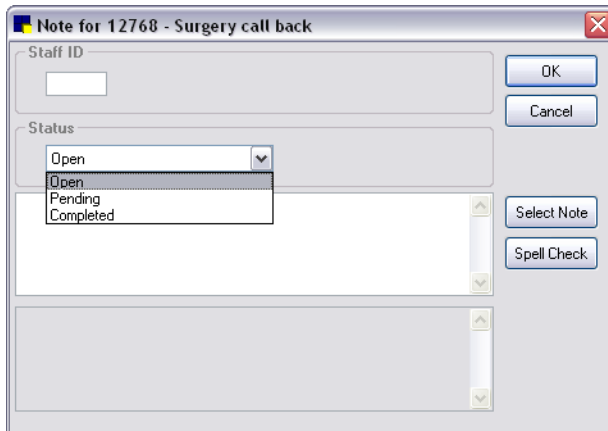 Note for 12768 - Surgery call back
Staff ID
OK
Cancel
Status
Open
Open
Pending
Completed
Select Note
Spell Check